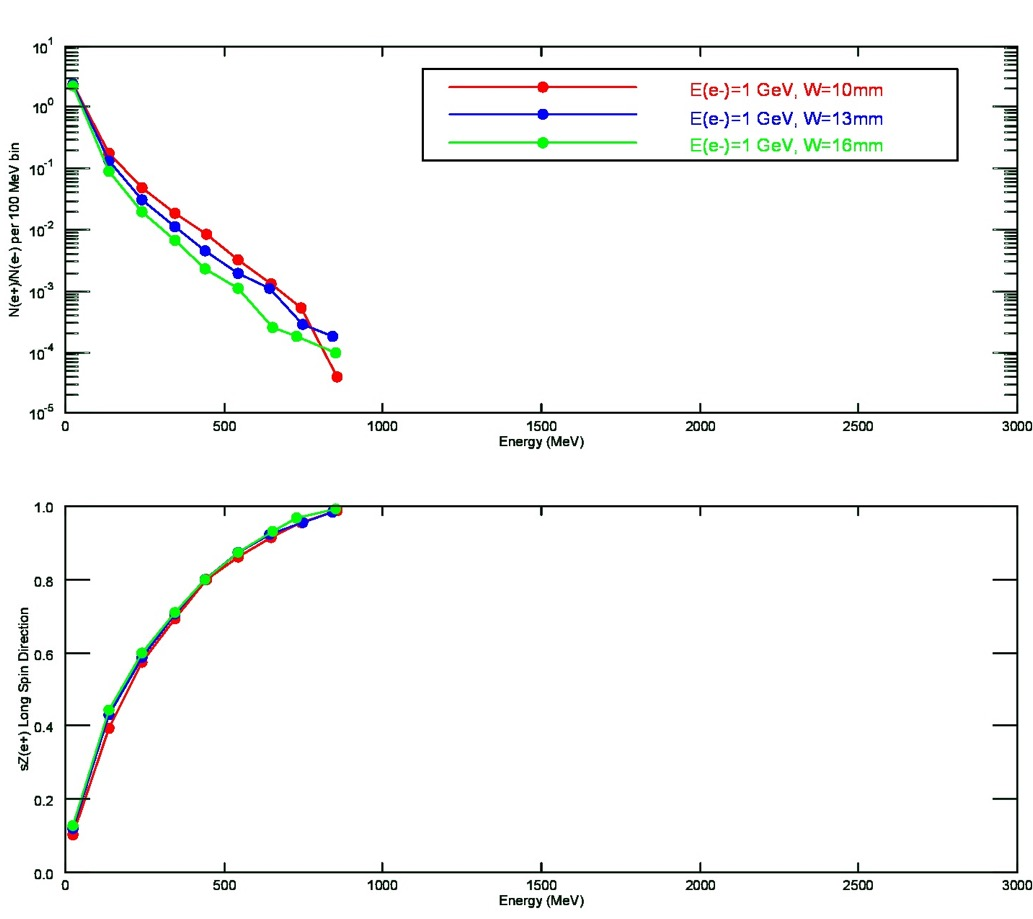 10^1
10^0
10^-1
10^-2
10^-3
10^-4
10^-5
N(e+)/N(e-) per 100 MeV bin
E(e-)=1 GeV, W=10mm
E(e-)=1 GeV, W=13mm
E(e-)=1 GeV, W=16mm
0 500 1000 1500 2000 2500 3000
Energy (MeV)
1.0
0.8
0.6
0.4
0.2
0.0
sZ(e+) Long Spin Direction
0 500 1000 1500 2000 2500 3000
Energy (MeV)